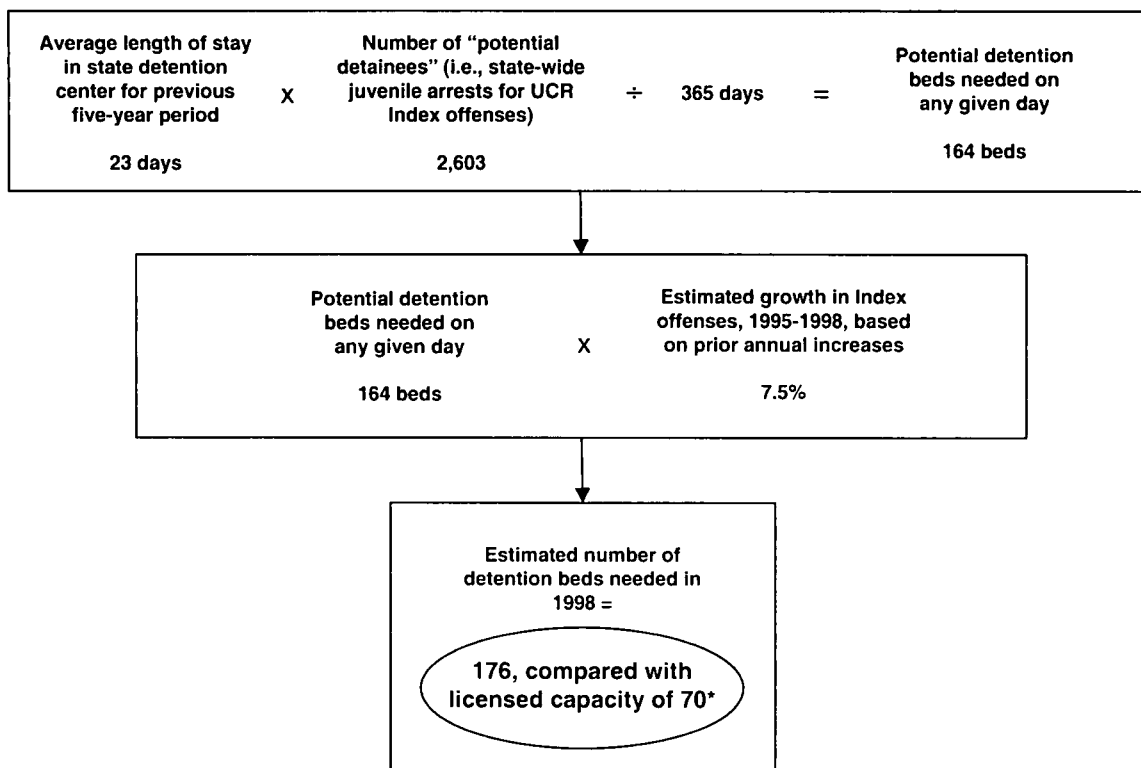 Average length of stay
in state detention
center for previous
five-year period
23 days
X
Number of “potential
detainees” (i.e., state-wide
juvenile arrests for UCR
Index offenses)
2,603
÷
365 days
=
Potential detention
beds needed on
any given day
164 beds
Potential detention
beds needed on
any given day
164 beds
X
Estimated growth in Index
offenses, 1995-1998, based
on prior annual increases
7.5%
Estimated number of
detention beds needed in
1998 =
176, compared with
licensed capacity of 70*